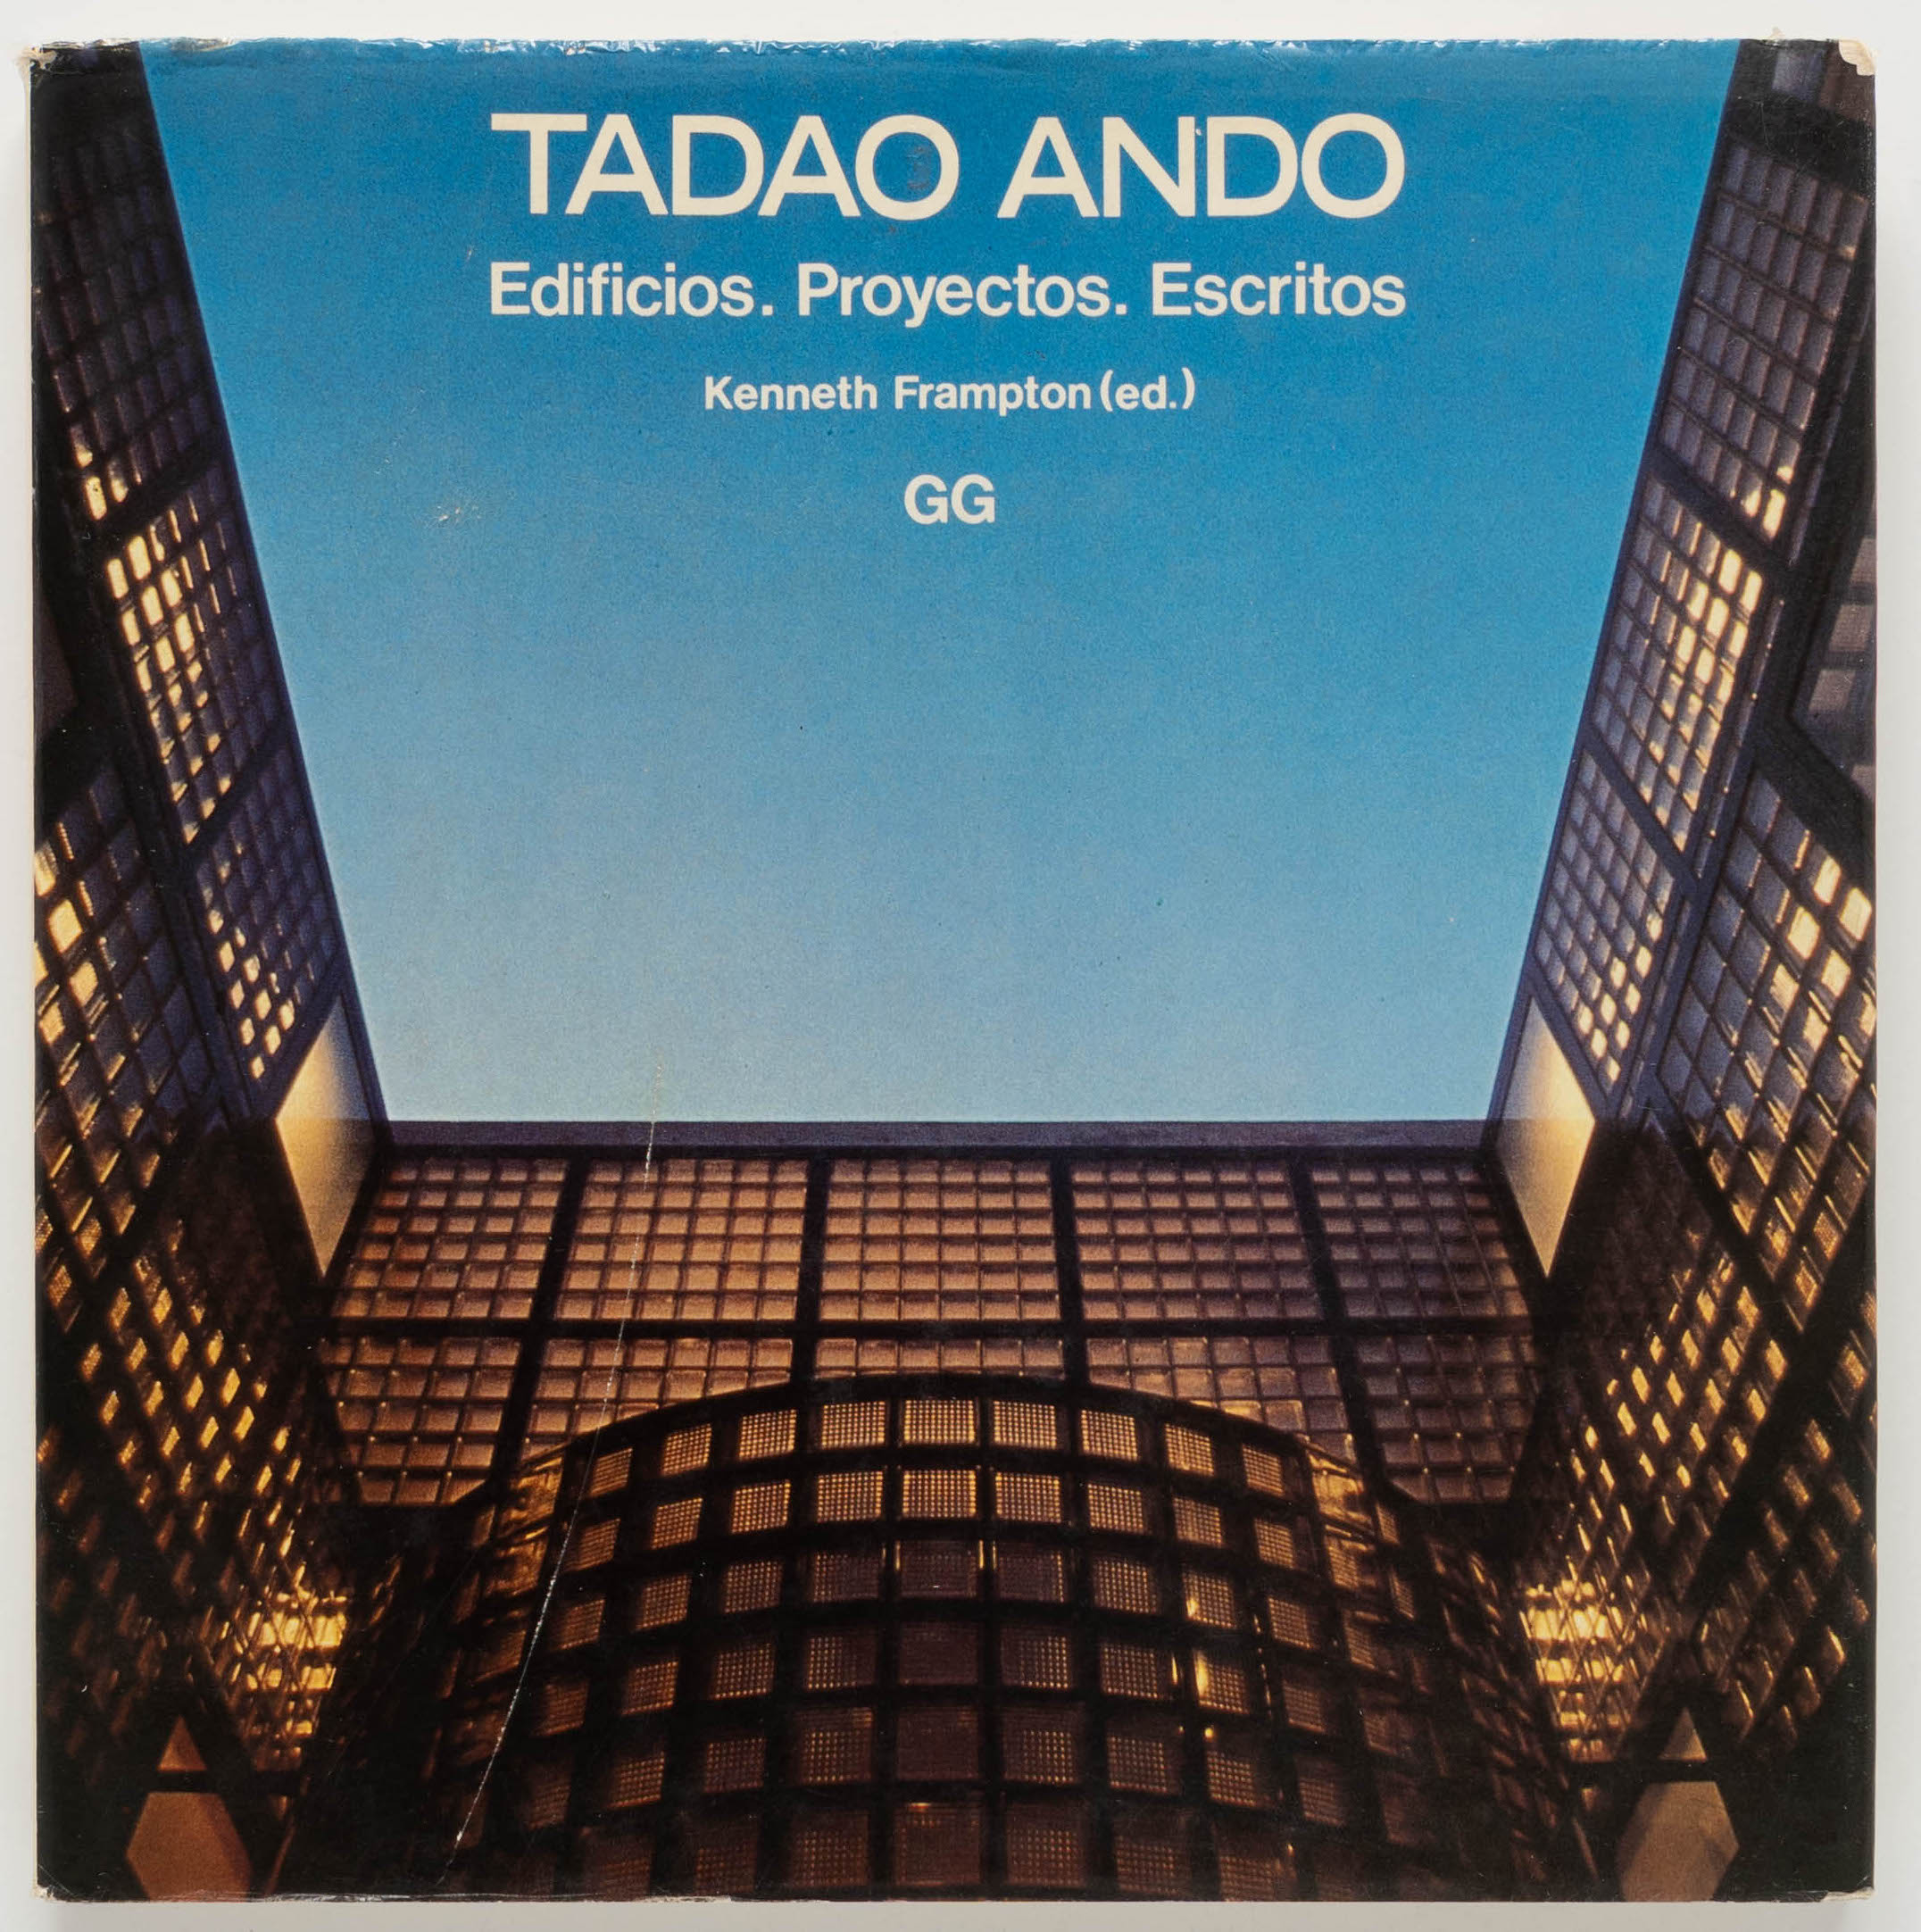 TADAO ANDO
Edificios. Proyectos. Escritos
Kenneth Frampton (ed.)
GG